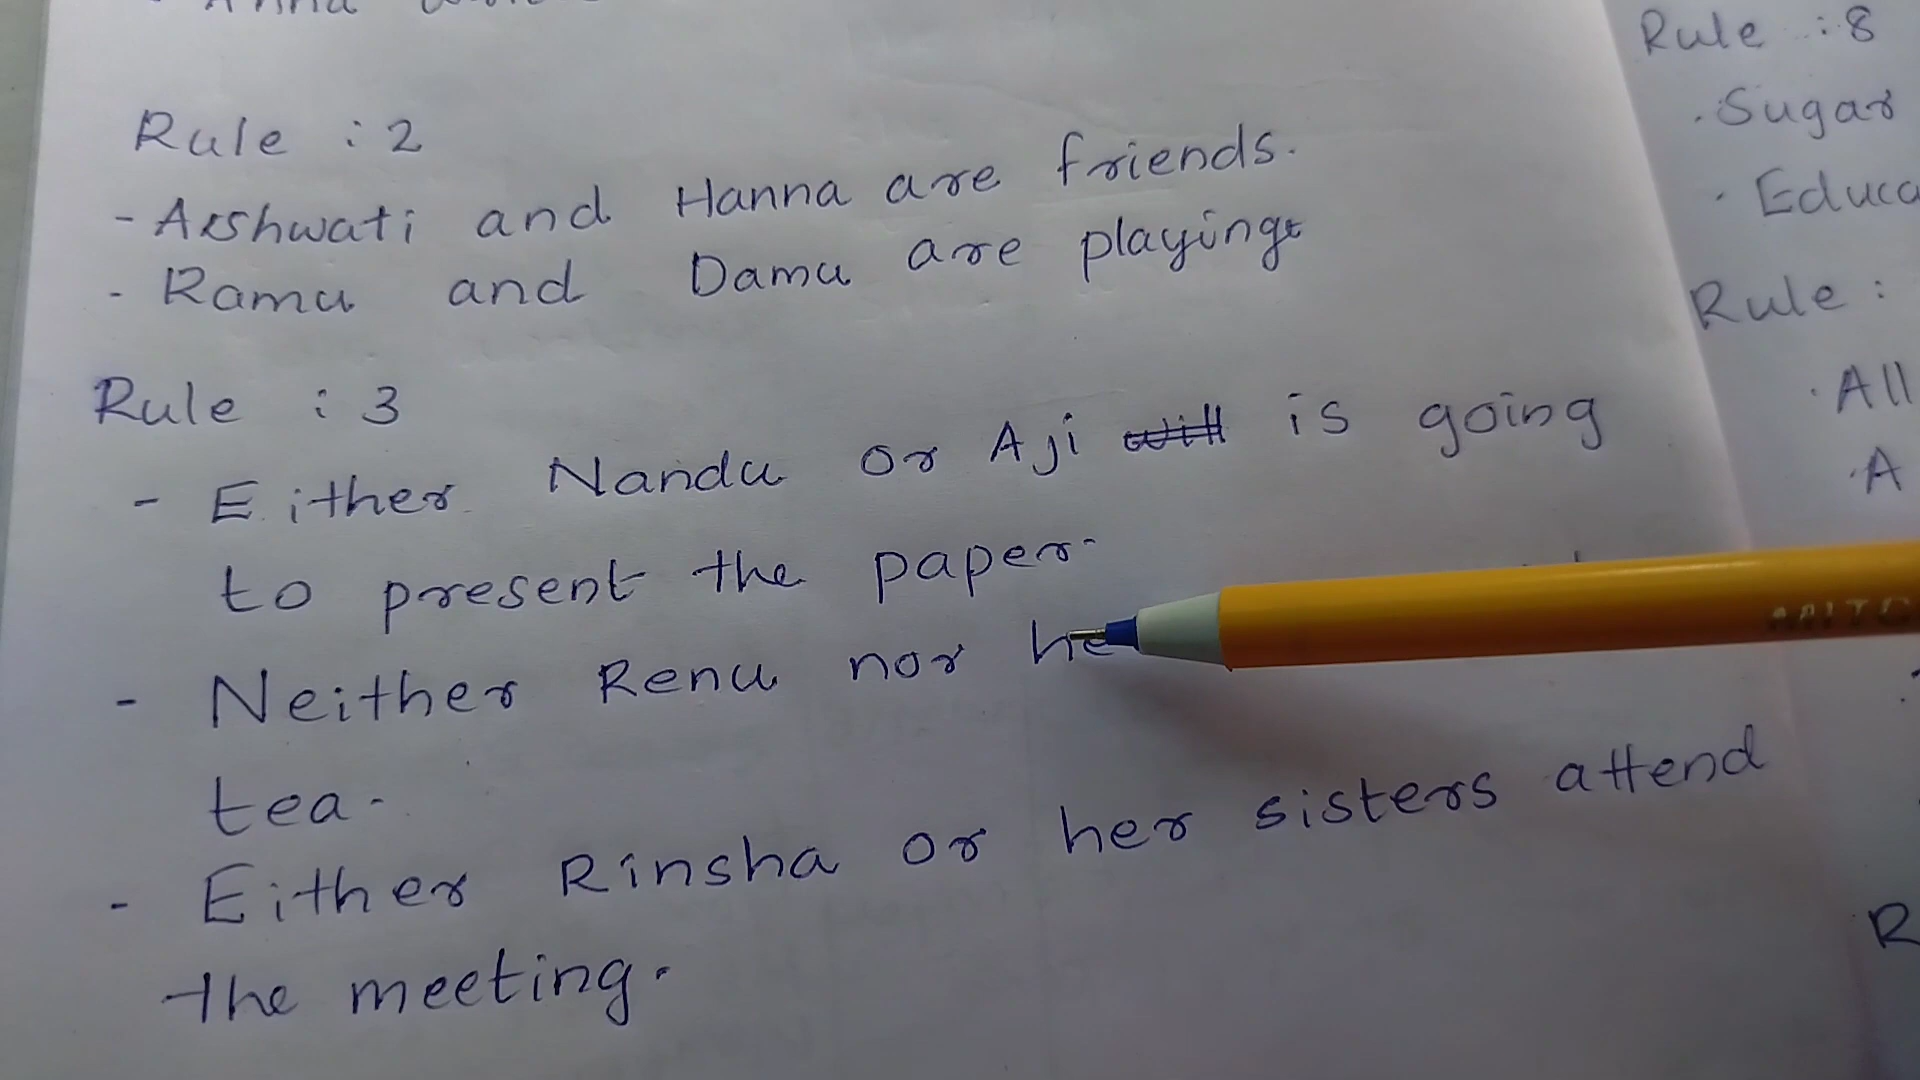 Rule : 2
- Arshwati and Hanna are friends.
- Ramu and Damu are playing.
Rule : 3
- Either Nandu or Aji will is going
to present the paper.
- Neither Renu nor
tea.
- Either Rinsha or her sisters attend
the meeting.
Rule : 8
. Sugar
.
Rule :
. All
. A